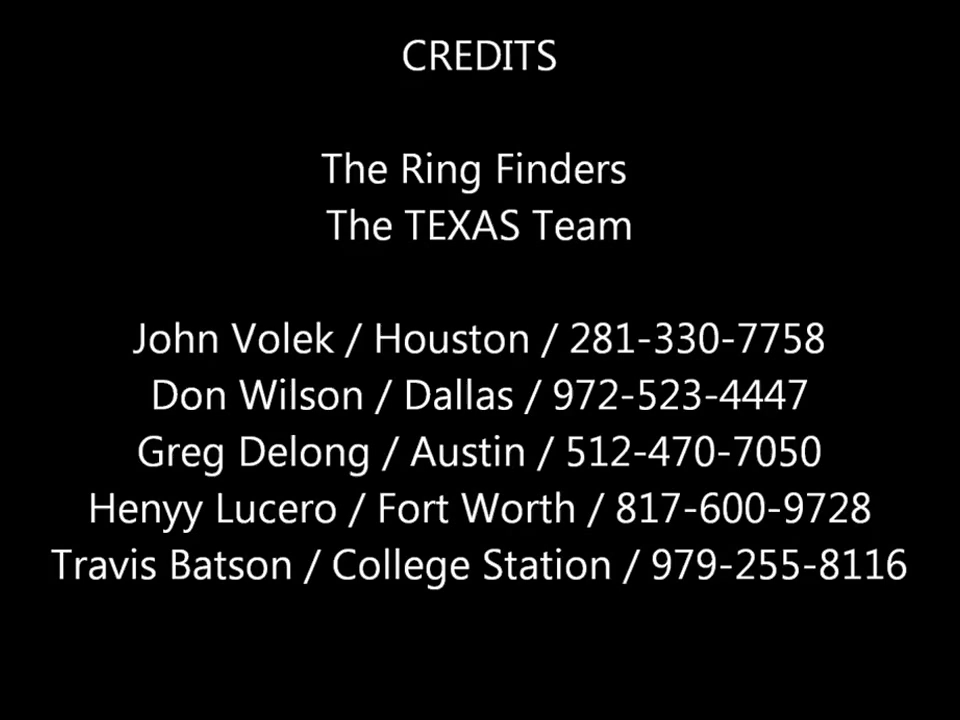 CREDITS
The Ring Finders
The TEXAS Team
John Volek / Houston / 281-330-7758
Don Wilson / Dallas / 972-523-4447
Greg Delong / Austin / 512-470-7050
Henyy Lucero / Fort Worth / 817-600-9728
Travis Batson / College Station / 979-255-8116